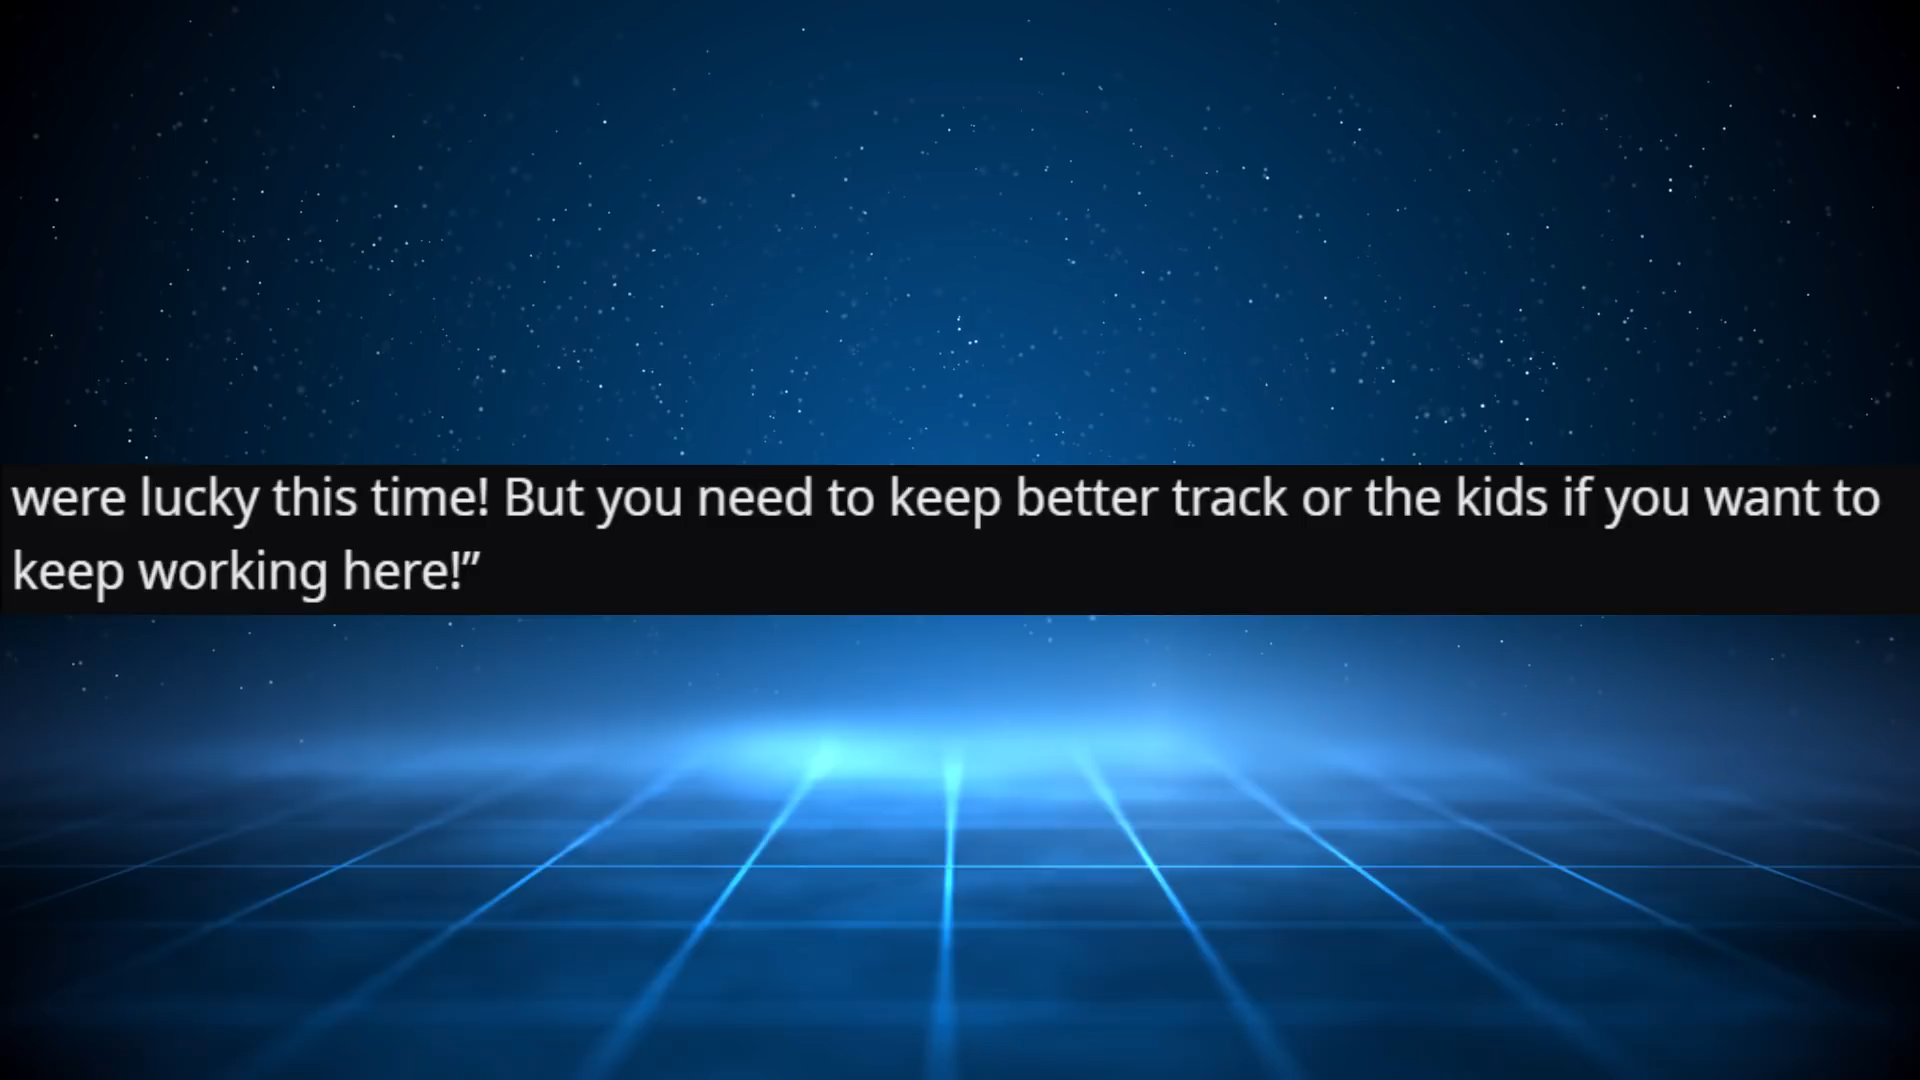 were lucky this time! But you need to keep better track or the kids if you want to
keep working here!”